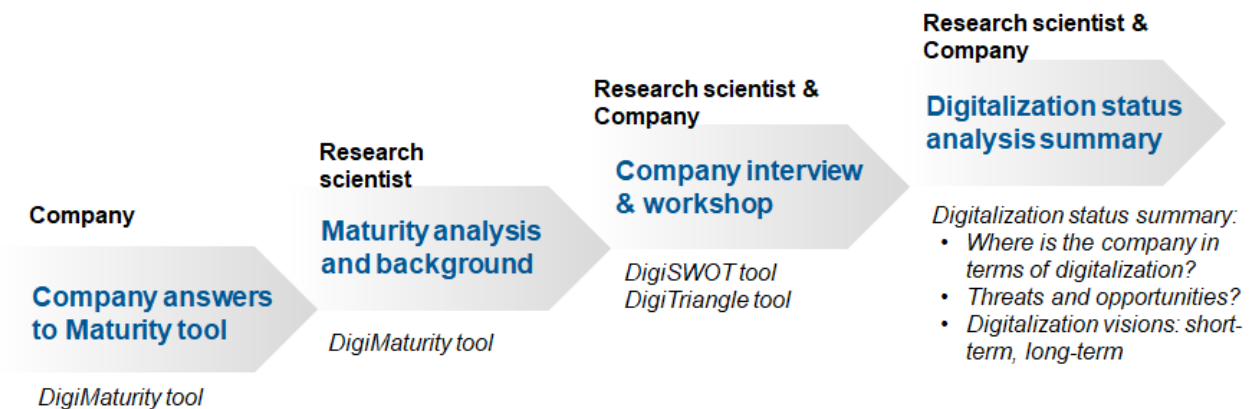 Company
Company answers
to Maturity tool
DigiMaturity tool
Research
scientist
Maturity analysis
and background
DigiMaturity tool
Research scientist &
Company
Company interview
& workshop
DigiSWOT tool
DigiTriangle tool
Research scientist &
Company
Digitalization status
analysis summary
Digitalization status summary:
• Where is the company in
terms of digitalization?
• Threats and opportunities?
• Digitalization visions: short-
term, long-term